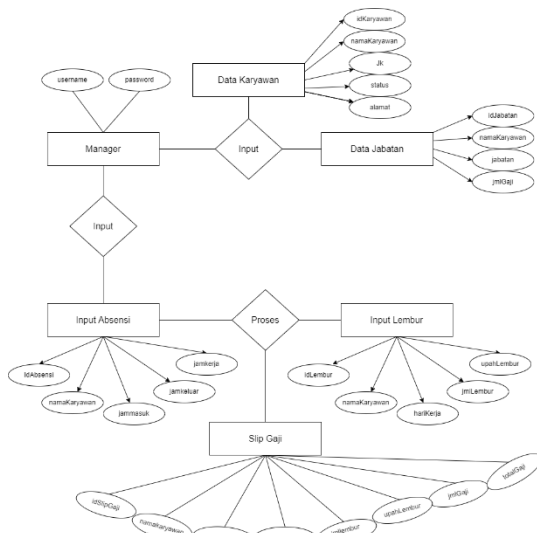 idKaryawan
namaKaryawan
Jk
status
alamat
Data Karyawan
username
password
Manager
Input
Data Jabatan
idJabatan
namaKaryawan
jabatan
jmlGaji
Input
Input Absensi
Proses
Input Lembur
idAbsensi
namaKaryawan
jammasuk
jamkeluar
jamkerja
idLembur
namaKaryawan
hariKerja
jmlLembur
upahLembur
Slip Gaji
idSlipGaji
namakaryawan
upahLembur
jmlGaji
totalGaji